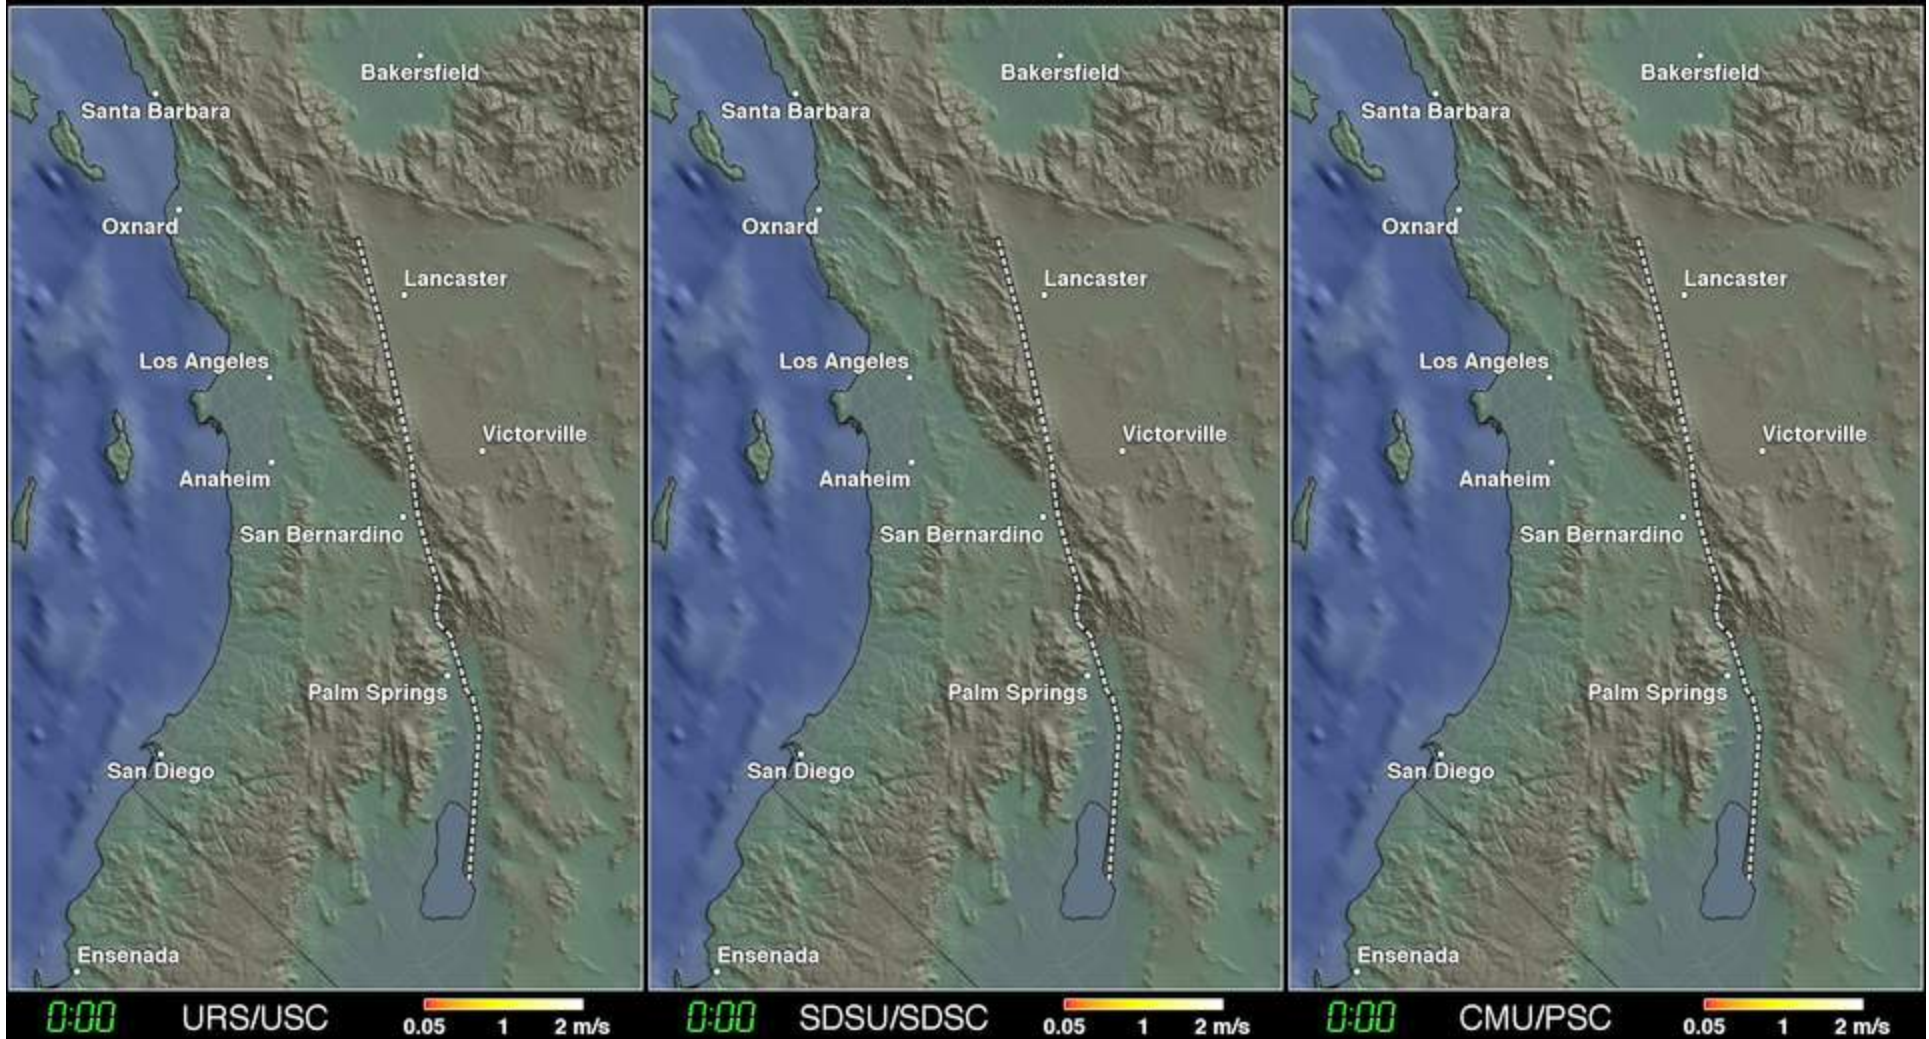 Bakersfield
Santa Barbara
Oxnard
Lancaster
Los Angeles
Victorville
Anaheim
San Bernardino
Palm Springs
San Diego
Ensenada
0:00 URS/USC 0.05 1 2 m/s
Bakersfield
Santa Barbara
Oxnard
Lancaster
Los Angeles
Victorville
Anaheim
San Bernardino
Palm Springs
San Diego
Ensenada
0:00 SDSU/SDSC 0.05 1 2 m/s
Bakersfield
Santa Barbara
Oxnard
Lancaster
Los Angeles
Victorville
Anaheim
San Bernardino
Palm Springs
San Diego
Ensenada
0:00 CMU/PSC 0.05 1 2 m/s